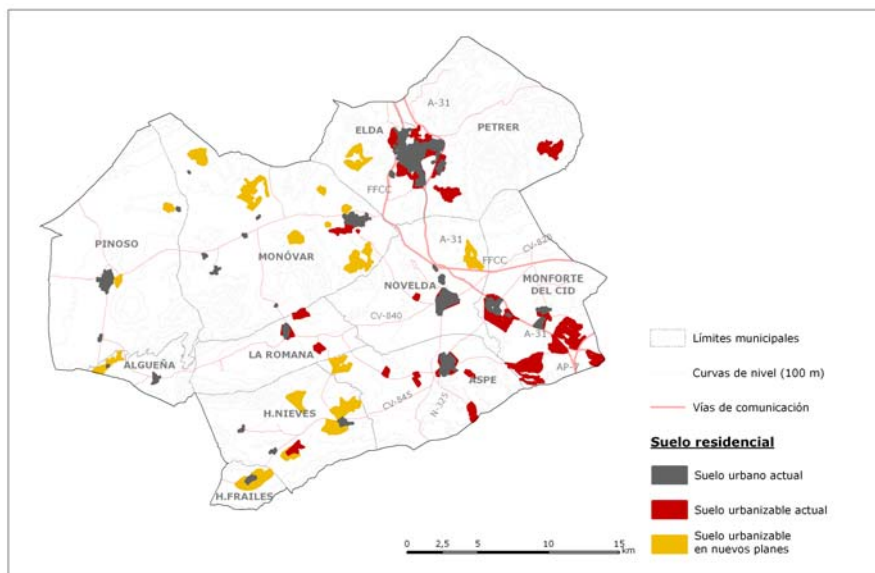 A-31
ELDA
PETRER
FFCC
PINOSO
MONÓVAR
A-31
FFCC
CV-820
NOVELDA
MONFORTE
DEL CID
CV-840
A-31
ALGUEÑA
LA ROMANA
ASPE
AP-7
H.NIEVES
CV-845
N-325
H.FRAILES
Límites municipales
Curvas de nivel (100 m)
Vías de comunicación
Suelo residencial
Suelo urbano actual
Suelo urbanizable actual
Suelo urbanizable
en nuevos planes
0 2,5 5 10 15
km